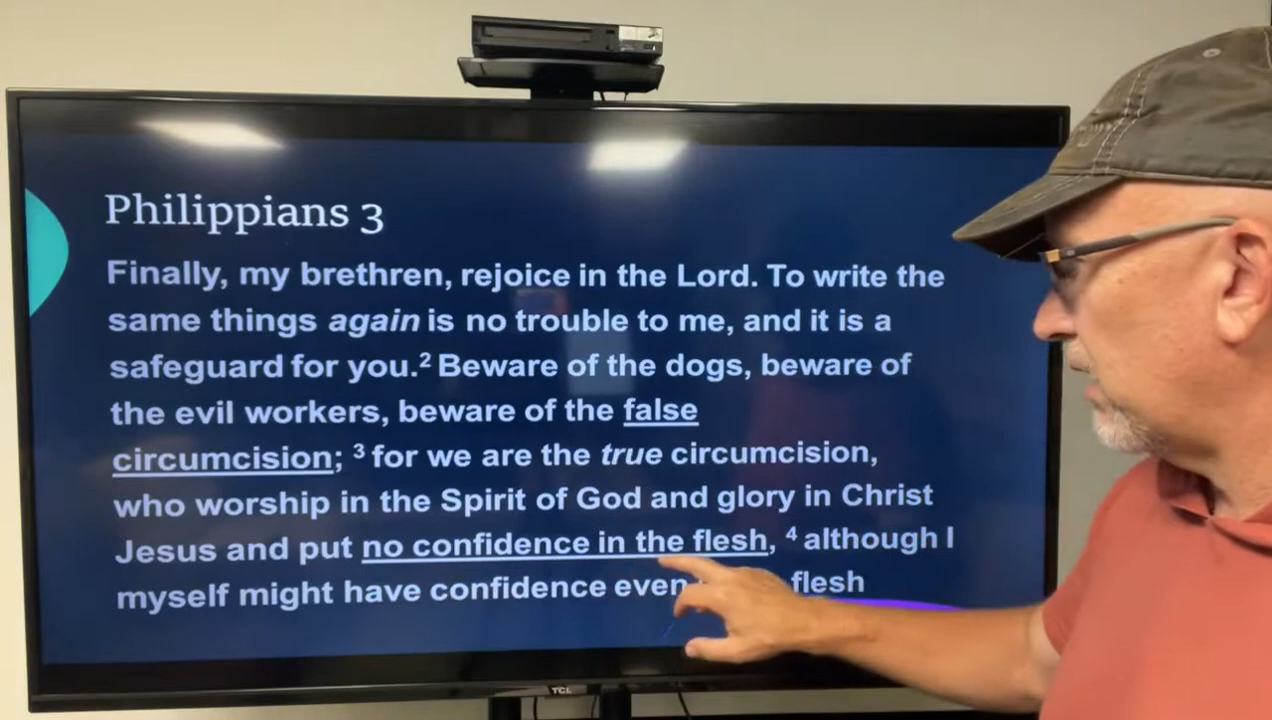 Philippians 3
Finally, my brethren, rejoice in the Lord. To write the
same things again is no trouble to me, and it is a
safeguard for you.² Beware of the dogs, beware of
the evil workers, beware of the false
circumcision; ³ for we are the true circumcision,
who worship in the Spirit of God and glory in Christ
Jesus and put no confidence in the flesh, ⁴ although I
myself might have confidence even flesh
TCL